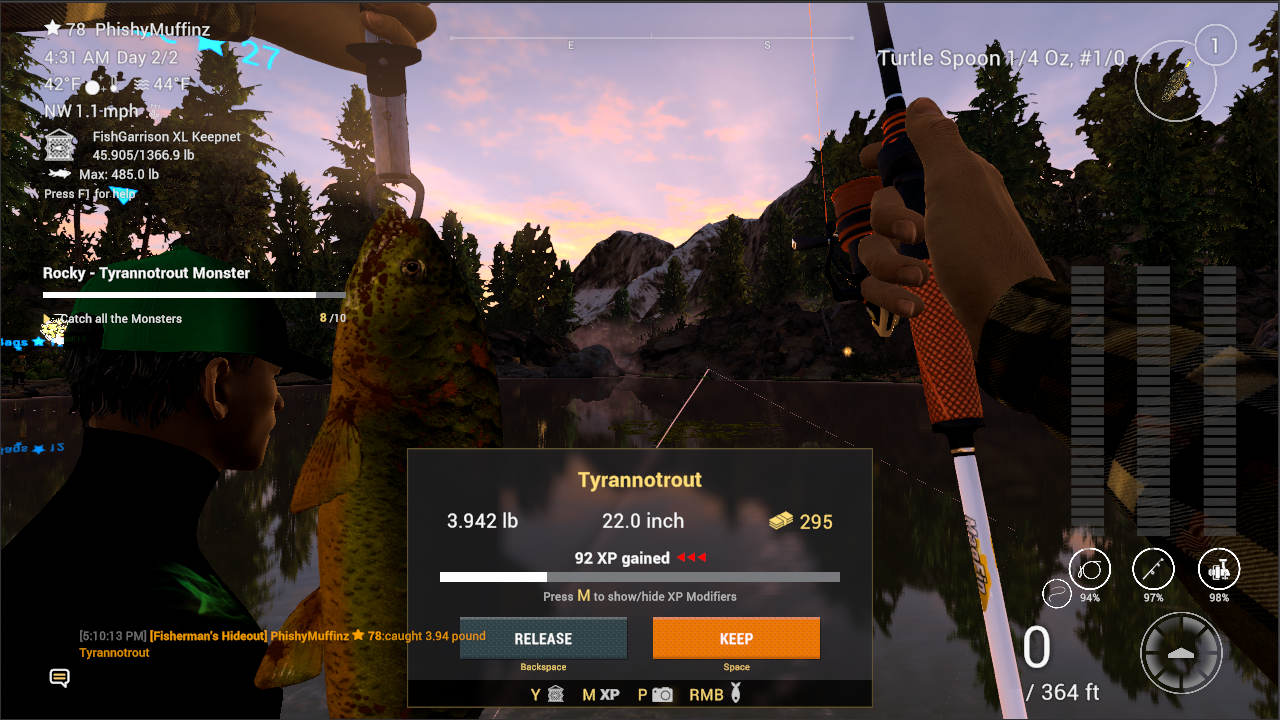 78 PhishyMuffinz
4:31 AM Day 2/2
27
42°F 44°F
NW 1.1 mph
FishGarrison XL Keepnet
45.905/1366.9 lb
Max: 485.0 lb
Press F1 for help
E S
Turtle Spoon 1/4 Oz, #1/0
1
Rocky - Tyrannotrout Monster
Catch all the Monsters 8 /10
Tyrannotrout
3.942 lb 22.0 inch 295
92 XP gained
Press M to show/hide XP Modifiers
RELEASE KEEP
Backspace Space
Y M XP P RMB
[5:10:13 PM] [Fisherman's Hideout] PhishyMuffinz 78:caught 3.94 pound
Tyrannotrout
94% 97% 98%
0
/ 364 ft